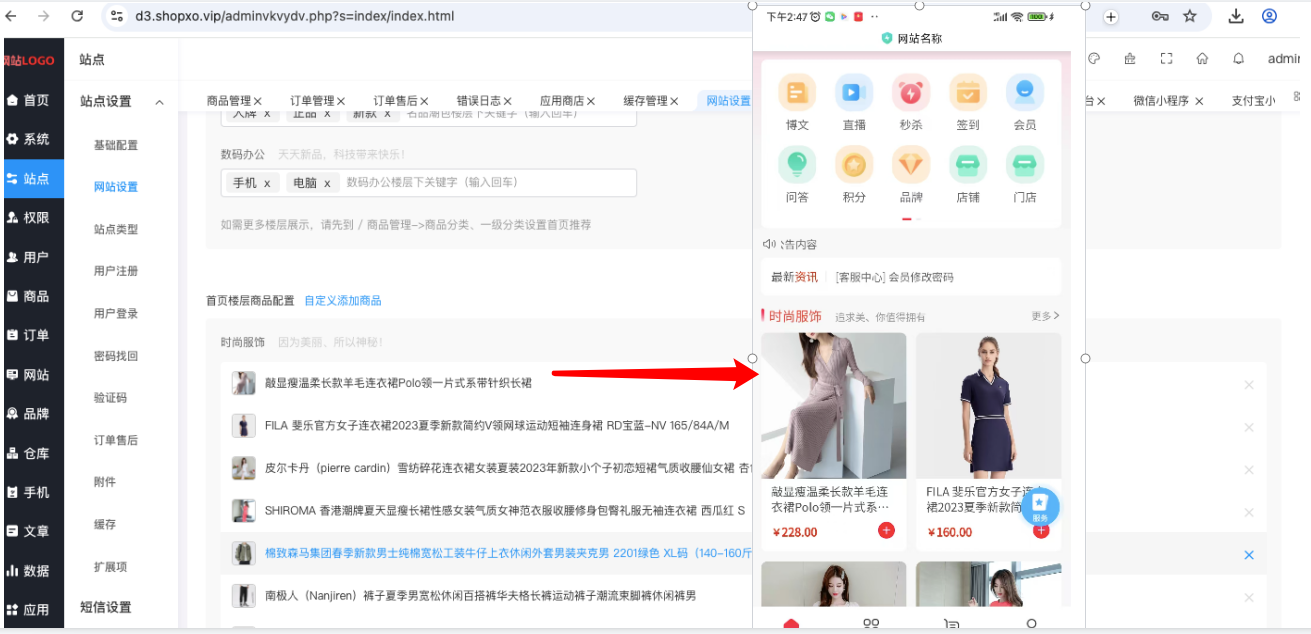 d3.shopxo.vip/adminvkvydv.php?s=index/index.html
网站LOGO
首页
系统
站点
权限
用户
商品
订单
网站
品牌
仓库
手机
文章
数据
应用
站点
站点设置
基础配置
网站设置
站点类型
用户注册
用户登录
密码找回
验证码
订单售后
附件
缓存
扩展项
短信设置
商品管理 × 订单管理 × 订单售后 × 错误日志 × 应用商店 × 缓存管理 × 网站设置
台 × 微信小程序 × 支付宝小
大牌 x 正品 x 新款 x 名品潮包楼层下关键字（输入回车）
数码办公 天天新品，科技带来快乐！
手机 x 电脑 x 数码办公楼层下关键字（输入回车）
如需更多楼层展示，请先到 / 商品管理->商品分类、一级分类设置首页推荐
首页楼层商品配置 自定义添加商品
时尚服饰 因为美丽，所以神秘！
敲显瘦温柔长款羊毛连衣裙Polo领一片式系带针织长裙
FILA 斐乐官方女子连衣裙2023夏季新款简约V领网球运动短袖连身裙 RD宝蓝-NV 165/84A/M
皮尔卡丹（pierre cardin）雪纺碎花连衣裙女装夏装2023年新款小个子初恋短裙气质收腰仙女裙 杏
SHIROMA 香港潮牌夏天显瘦长裙性感女装气质女神范衣服收腰修身包臀礼服无袖连衣裙 西瓜红 S
棉致森马集团春季新款男士纯棉宽松工装牛仔上衣休闲外套男装夹克男 2201绿色 XL码（140-160斤
南极人（Nanjiren）裤子夏季男宽松休闲百搭裤华夫格长裤运动裤子潮流束脚裤休闲裤男
下午2:47
100
网站名称
博文 直播 秒杀 签到 会员
问答 积分 品牌 店铺 门店
告内容
最新资讯 [客服中心] 会员修改密码
时尚服饰 追求美、你值得拥有 更多
敲显瘦温柔长款羊毛连
衣裙Polo领一片式系…
¥228.00
FILA 斐乐官方女子连
裙2023夏季新款简
¥160.00
服务